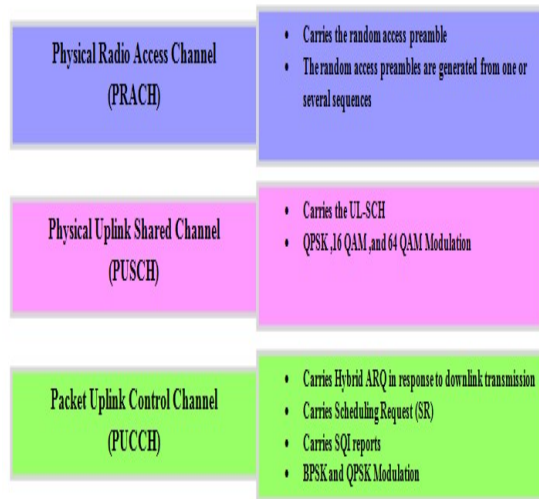 Physical Radio Access Channel
(PRACH)
• Carries the random access preamble
• The random access preambles are generated from one or
several sequences
Physical Uplink Shared Channel
(PUSCH)
• Carries the UL-SCH
• QPSK ,16 QAM ,and 64 QAM Modulation
Packet Uplink Control Channel
(PUCCH)
• Carries Hybrid ARQ in response to downlink transmission
• Carries Scheduling Request (SR)
• Carries SQI reports
• BPSK and QPSK Modulation